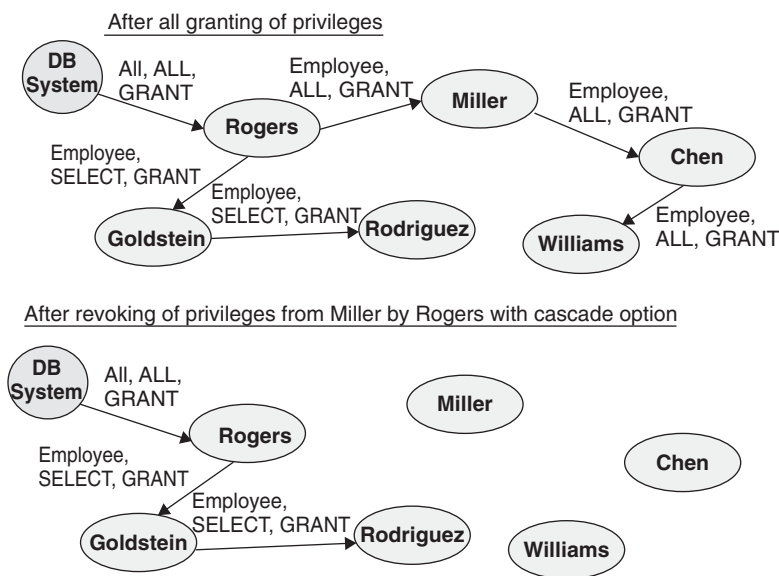 After all granting of privileges
DB
System
All, ALL,
GRANT
Rogers
Employee,
ALL, GRANT
Miller
Employee,
ALL, GRANT
Chen
Employee,
SELECT, GRANT
Goldstein
Employee,
SELECT, GRANT
Rodriguez
Williams
Employee,
ALL, GRANT
After revoking of privileges from Miller by Rogers with cascade option
DB
System
All, ALL,
GRANT
Rogers
Miller
Chen
Employee,
SELECT, GRANT
Goldstein
Employee,
SELECT, GRANT
Rodriguez
Williams